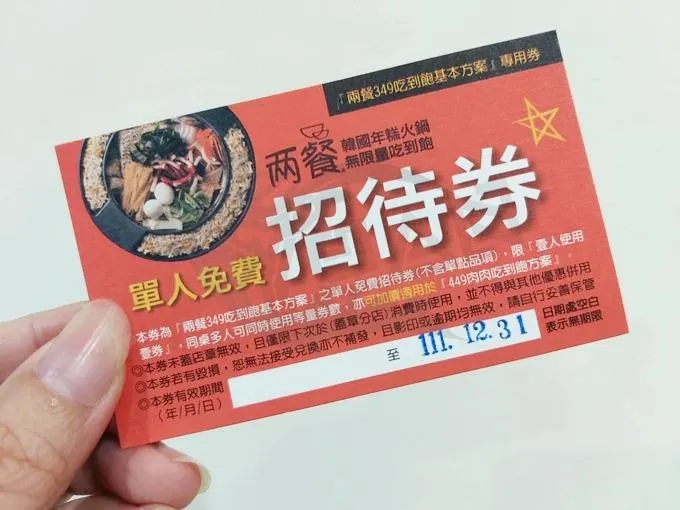 『兩餐349吃到飽基本方案』專用券
両餐 韓國年糕火鍋
無限量吃到飽
單人免費 招待券
本券為『兩餐349吃到飽基本方案』之單人免費招待券(不含單點品項)，限『壹人使用
壹券』，同桌多人可同時使用等量券數，亦可加價適用於『449肉肉吃到飽方案』。
◎本券未蓋店章無效，且僅限下次於(蓋章分店)消費時使用，並不得與其他優惠併用
◎本券若有毀損，恕無法接受兌換亦不補發，且影印或逾期均無效，請自行妥善保管
◎本券有效期間
(年/月/日)
至 111. 12. 31
日期處空白
表示無期限